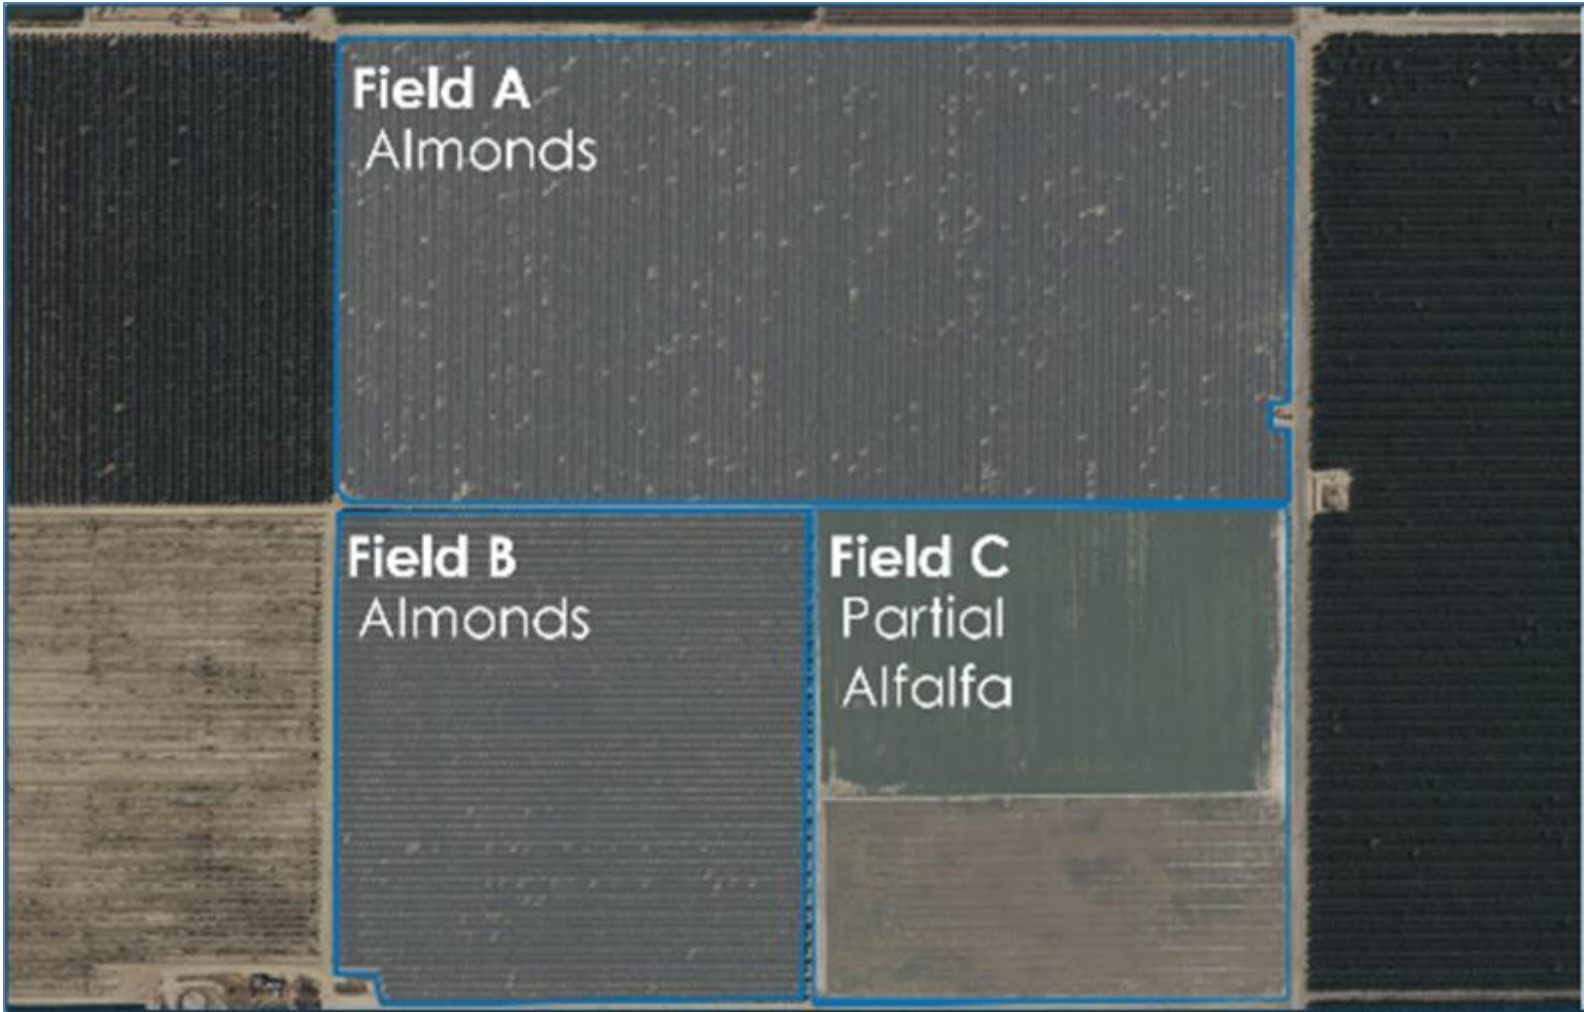 Field A
Almonds
Field B
Almonds
Field C
Partial
Alfalfa